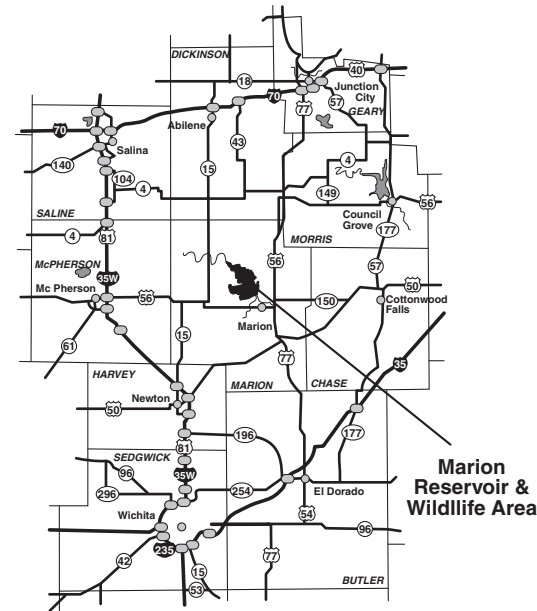 DICKINSON
18
40
70
Junction
City
77
57
GEARY
Abilene
70
Salina
43
140
15
4
104
4
149
SALINE
Council
Grove
56
177
4
81
MORRIS
McPHERSON
56
57
35W
Mc Pherson
56
50
150
Cottonwood
Falls
Marion
15
61
77
35
HARVEY
MARION
CHASE
Newton
50
196
177
81
SEDGWICK
96
35W
Marion
Reservoir &
Wildllife Area
296
254
El Dorado
Wichita
54
96
235
42
77
15
53
BUTLER